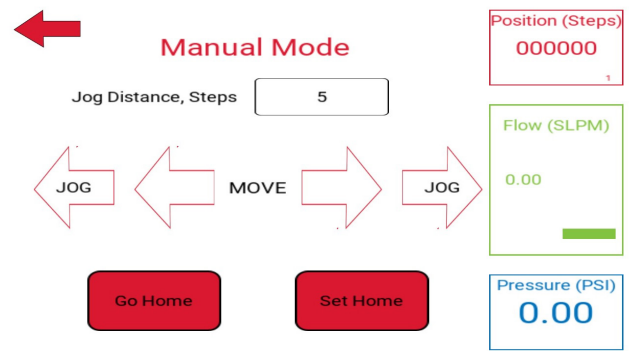 Manual Mode
Jog Distance, Steps 5
JOG MOVE JOG
Go Home Set Home
Position (Steps)
000000
1
Flow (SLPM)
0.00
Pressure (PSI)
0.00